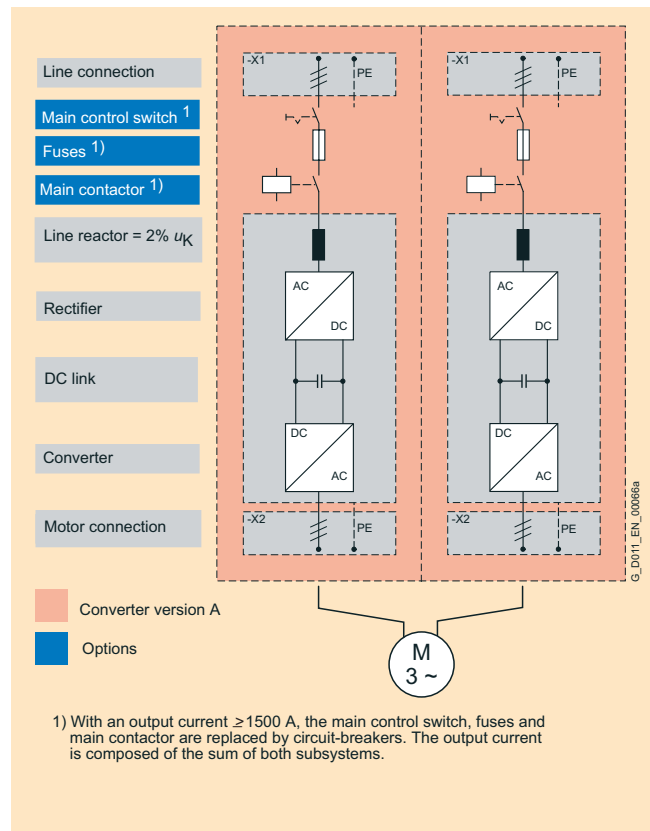 Line connection
Main control switch 1
Fuses 1)
Main contactor 1)
Line reactor = 2% uK
Rectifier
DC link
Converter
Motor connection
-X1
PE
AC
DC
DC
AC
-X2
PE
-X1
PE
AC
DC
DC
AC
-X2
PE
G_D011_EN_00066a
M
3 ~
Converter version A
Options
1) With an output current ≥1500 A, the main control switch, fuses and
main contactor are replaced by circuit-breakers. The output current
is composed of the sum of both subsystems.